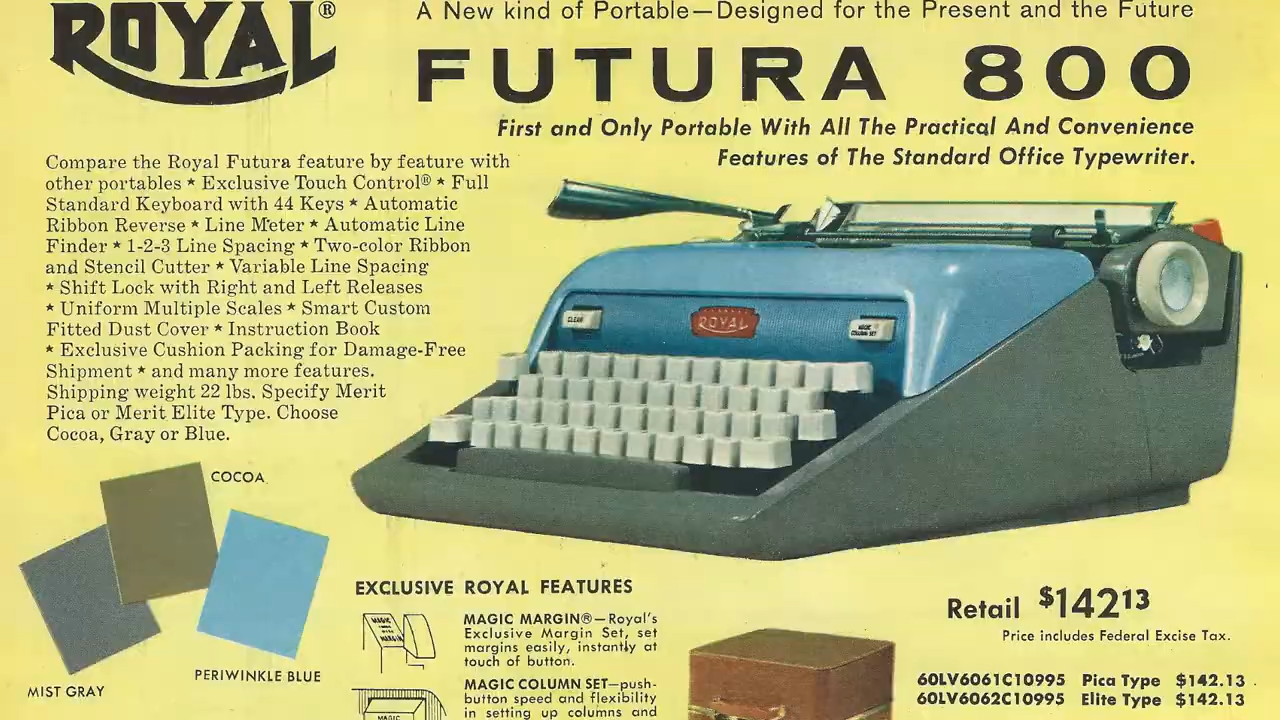 ROYAL®
A New kind of Portable—Designed for the Present and the Future
FUTURA 800
First and Only Portable With All The Practical And Convenience
Features of The Standard Office Typewriter.
Compare the Royal Futura feature by feature with
other portables * Exclusive Touch Control® * Full
Standard Keyboard with 44 Keys * Automatic
Ribbon Reverse * Line Meter * Automatic Line
Finder * 1-2-3 Line Spacing * Two-color Ribbon
and Stencil Cutter * Variable Line Spacing
* Shift Lock with Right and Left Releases
* Uniform Multiple Scales * Smart Custom
Fitted Dust Cover * Instruction Book
* Exclusive Cushion Packing for Damage-Free
Shipment * and many more features.
Shipping weight 22 lbs. Specify Merit
Pica or Merit Elite Type. Choose
Cocoa, Gray or Blue.
CLEAR
ROYAL
MAGIC
COLUMN SET
COCOA
PERIWINKLE BLUE
MIST GRAY
EXCLUSIVE ROYAL FEATURES
MAGIC
MARGIN
MAGIC MARGIN®—Royal's
Exclusive Margin Set, set
margins easily, instantly at
touch of button.
MAGIC
MAGIC COLUMN SET—push-
button speed and flexibility
in setting up columns and
Retail $142.13
Price includes Federal Excise Tax.
60LV6061C10995 Pica Type $142.13
60LV6062C10995 Elite Type $142.13